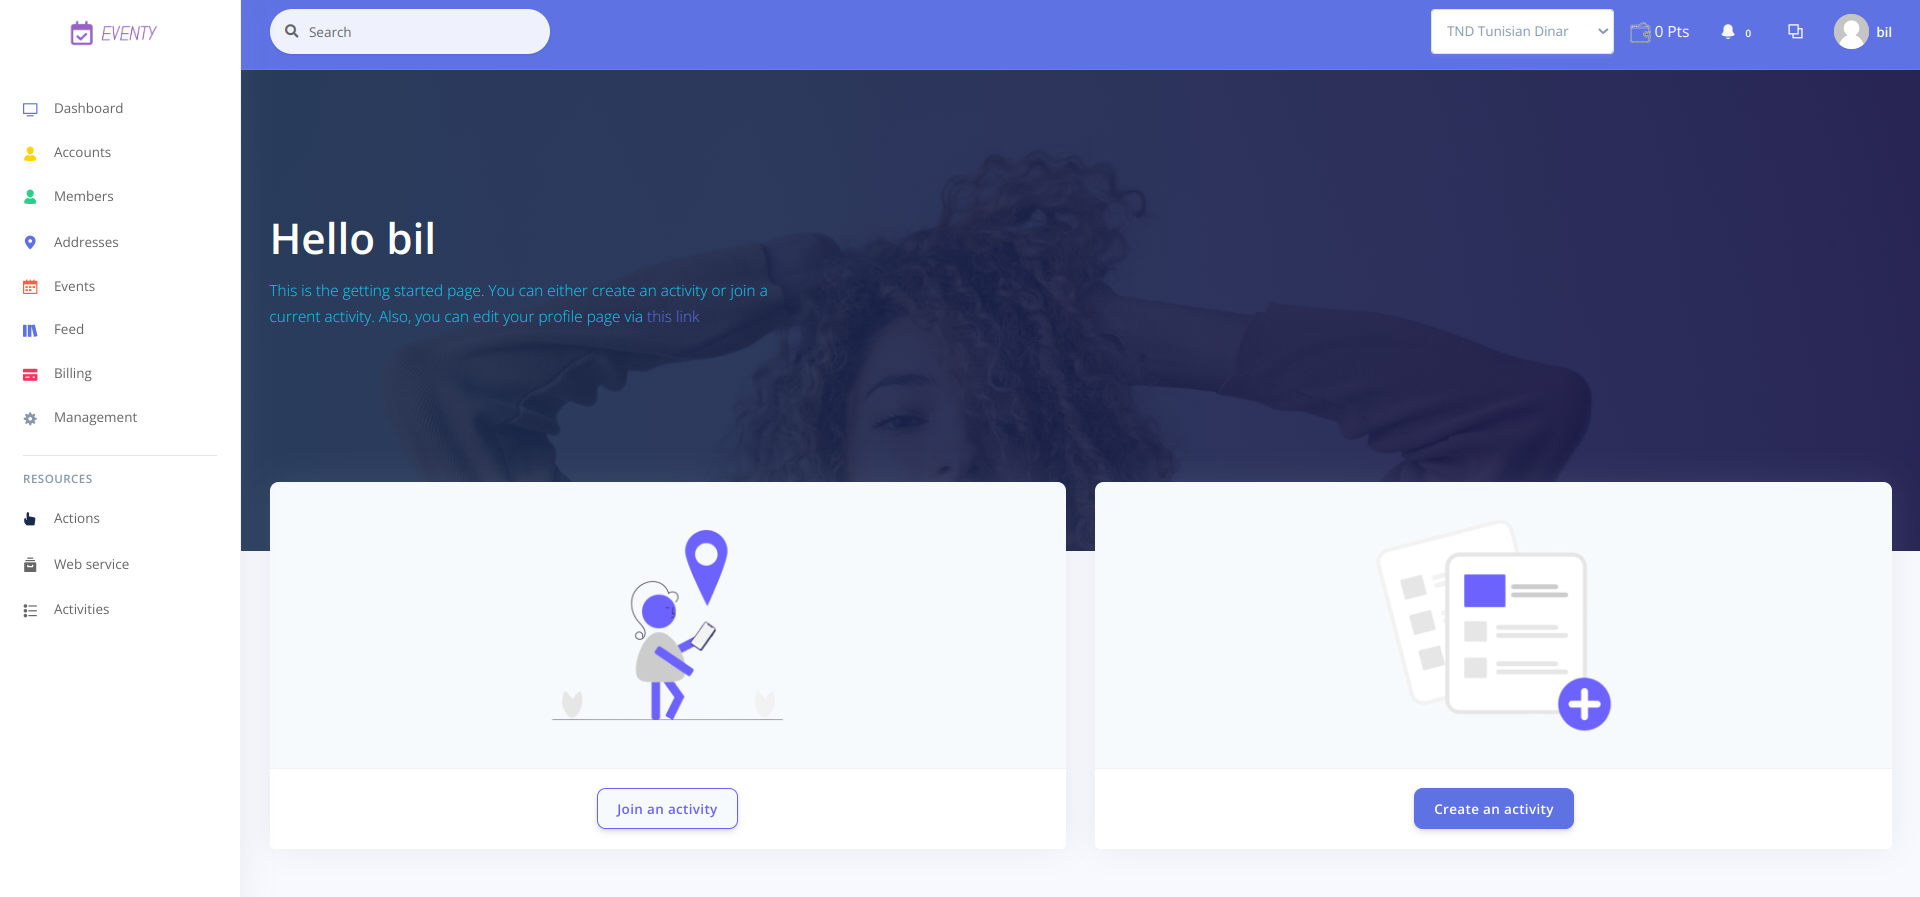 EVENTY
Search
TND Tunisian Dinar
0 Pts
0
bil
Dashboard
Accounts
Members
Addresses
Events
Feed
Billing
Management
RESOURCES
Actions
Web service
Activities
Hello bil
This is the getting started page. You can either create an activity or join a
current activity. Also, you can edit your profile page via this link
Join an activity
Create an activity